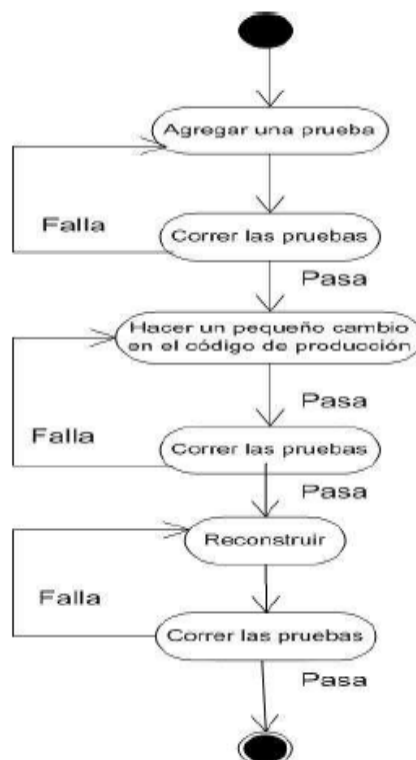 Agregar una prueba
Falla
Correr las pruebas
Pasa
Hacer un pequeño cambio
en el código de producción
Pasa
Falla
Correr las pruebas
Pasa
Reconstruir
Falla
Correr las pruebas
Pasa